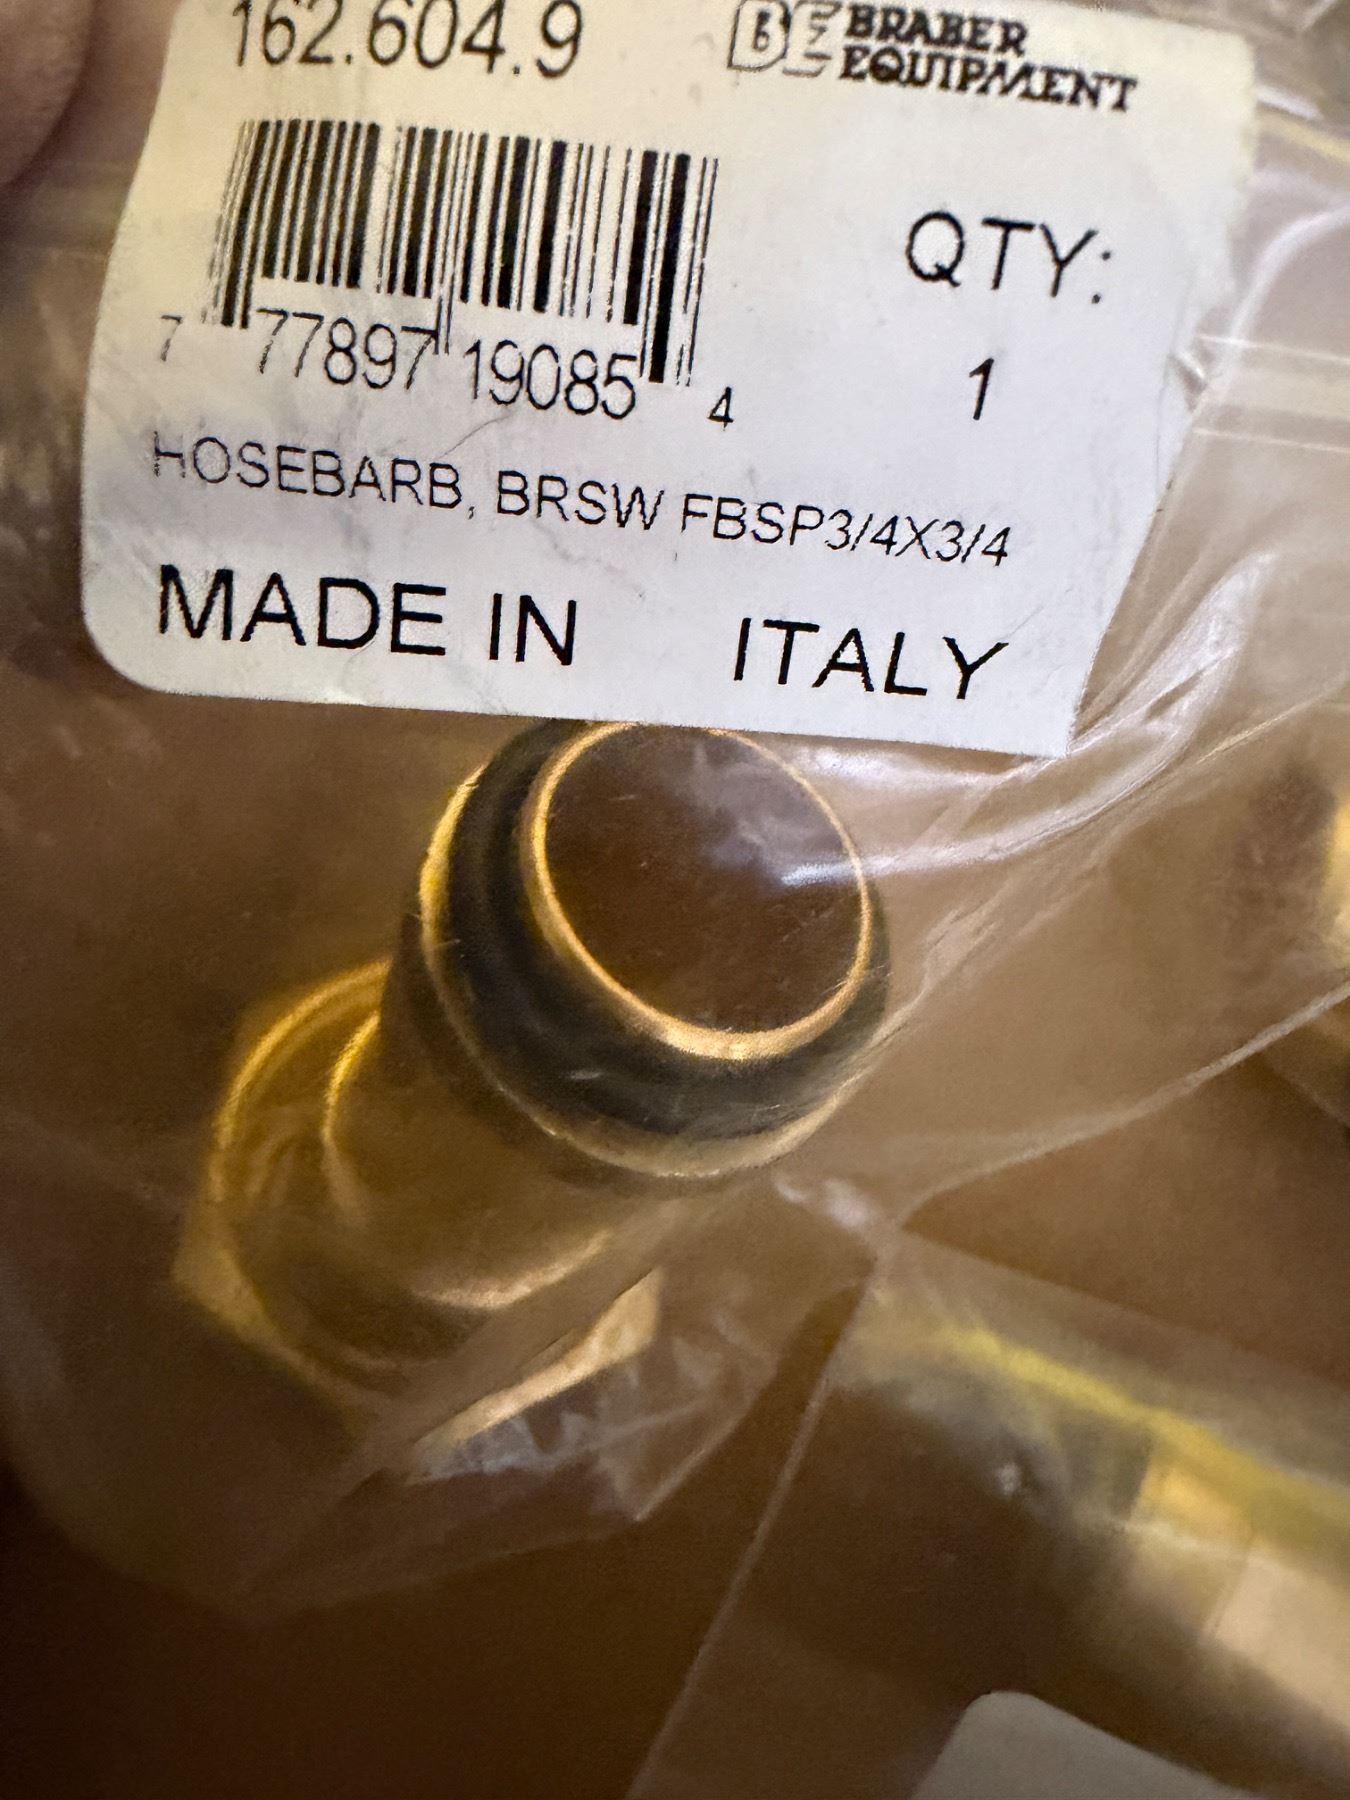 162.604.9
BE BRABER
EQUIPMENT
QTY:
1
7 77897 19085 4
HOSEBARB, BRSW FBSP3/4X3/4
MADE IN ITALY